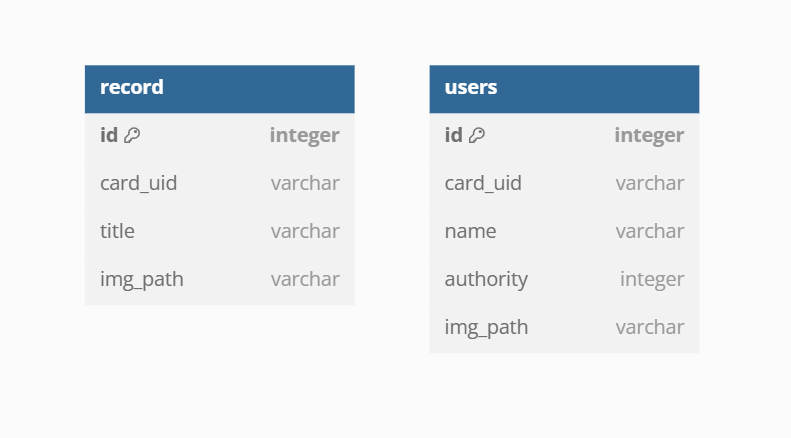 record
id integer
card_uid varchar
title varchar
img_path varchar
users
id integer
card_uid varchar
name varchar
authority integer
img_path varchar